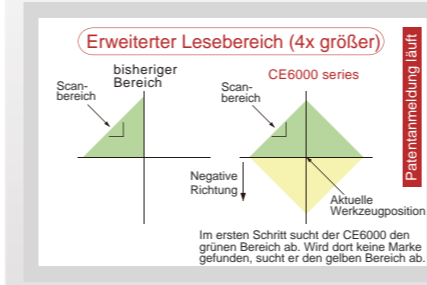 Erweiterter Lesebereich (4x größer)
Patentanmeldung läuft
bisheriger
Bereich
Scan-
bereich
CE6000 series
Scan-
bereich
Negative
Richtung
Aktuelle
Werkzeugposition
Im ersten Schritt sucht der CE6000 den
grünen Bereich ab. Wird dort keine Marke
gefunden, sucht er den gelben Bereich ab.